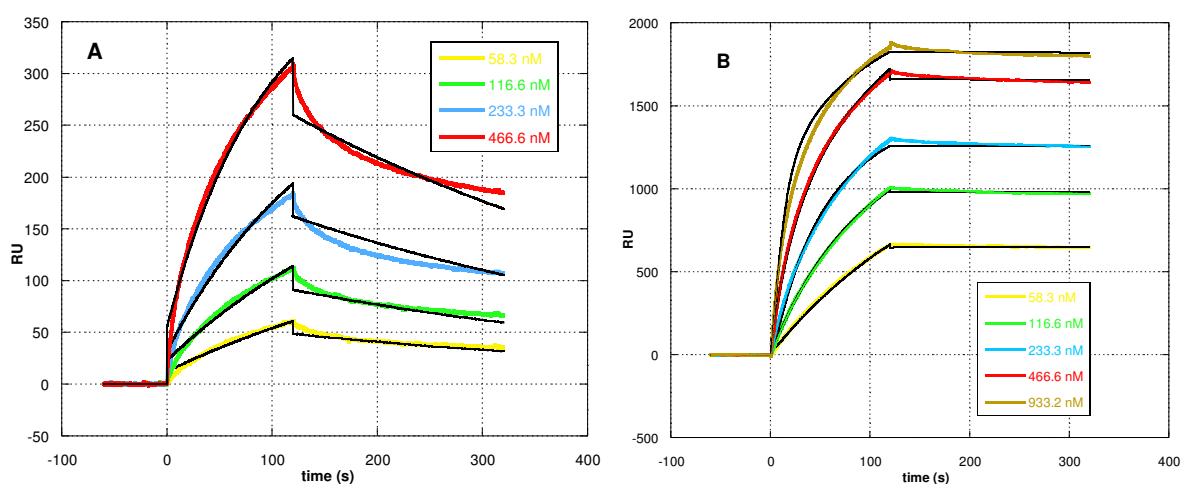 A
350
300
250
200
150
100
50
0
-50
RU
-100 0 100 200 300 400
time (s)
58.3 nM
116.6 nM
233.3 nM
466.6 nM
B
2000
1500
1000
500
0
-500
RU
-100 0 100 200 300 400
time (s)
58.3 nM
116.6 nM
233.3 nM
466.6 nM
933.2 nM